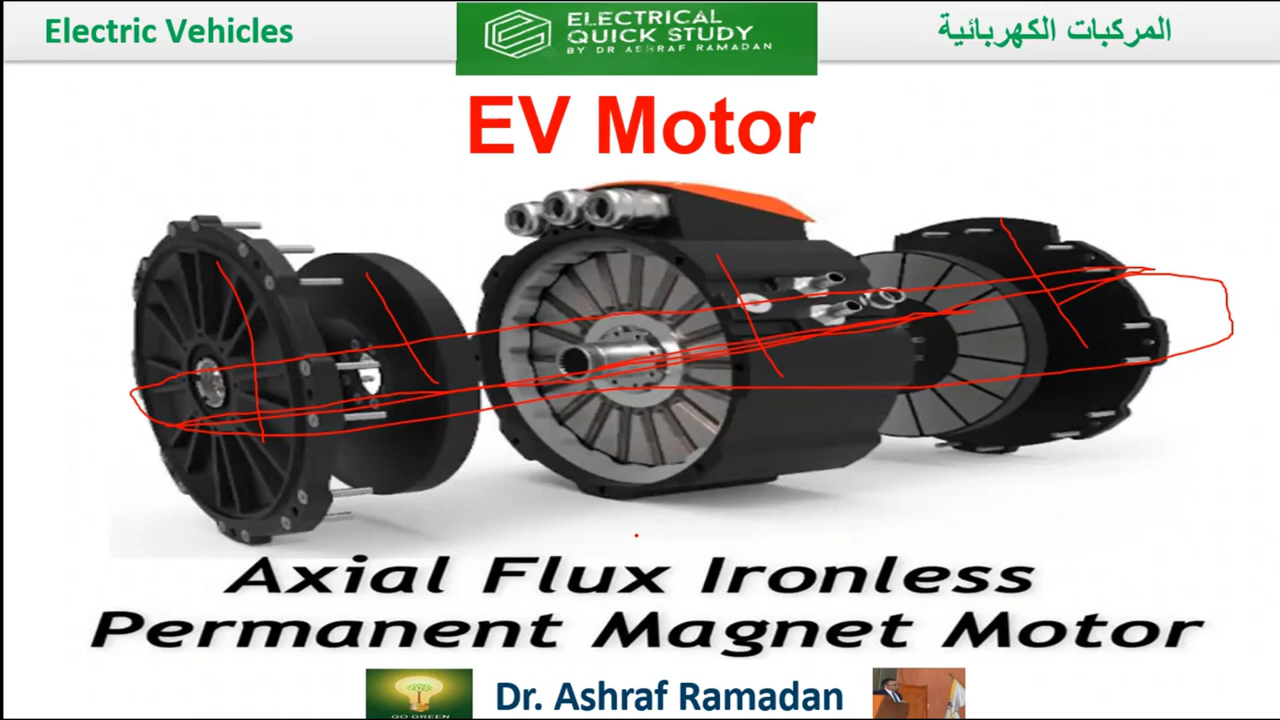 Electric Vehicles
ELECTRICAL
QUICK STUDY
BY DR ASHRAF RAMADAN
المركبات الكهربائية
EV Motor
Axial Flux Ironless
Permanent Magnet Motor
GO GREEN
Dr. Ashraf Ramadan